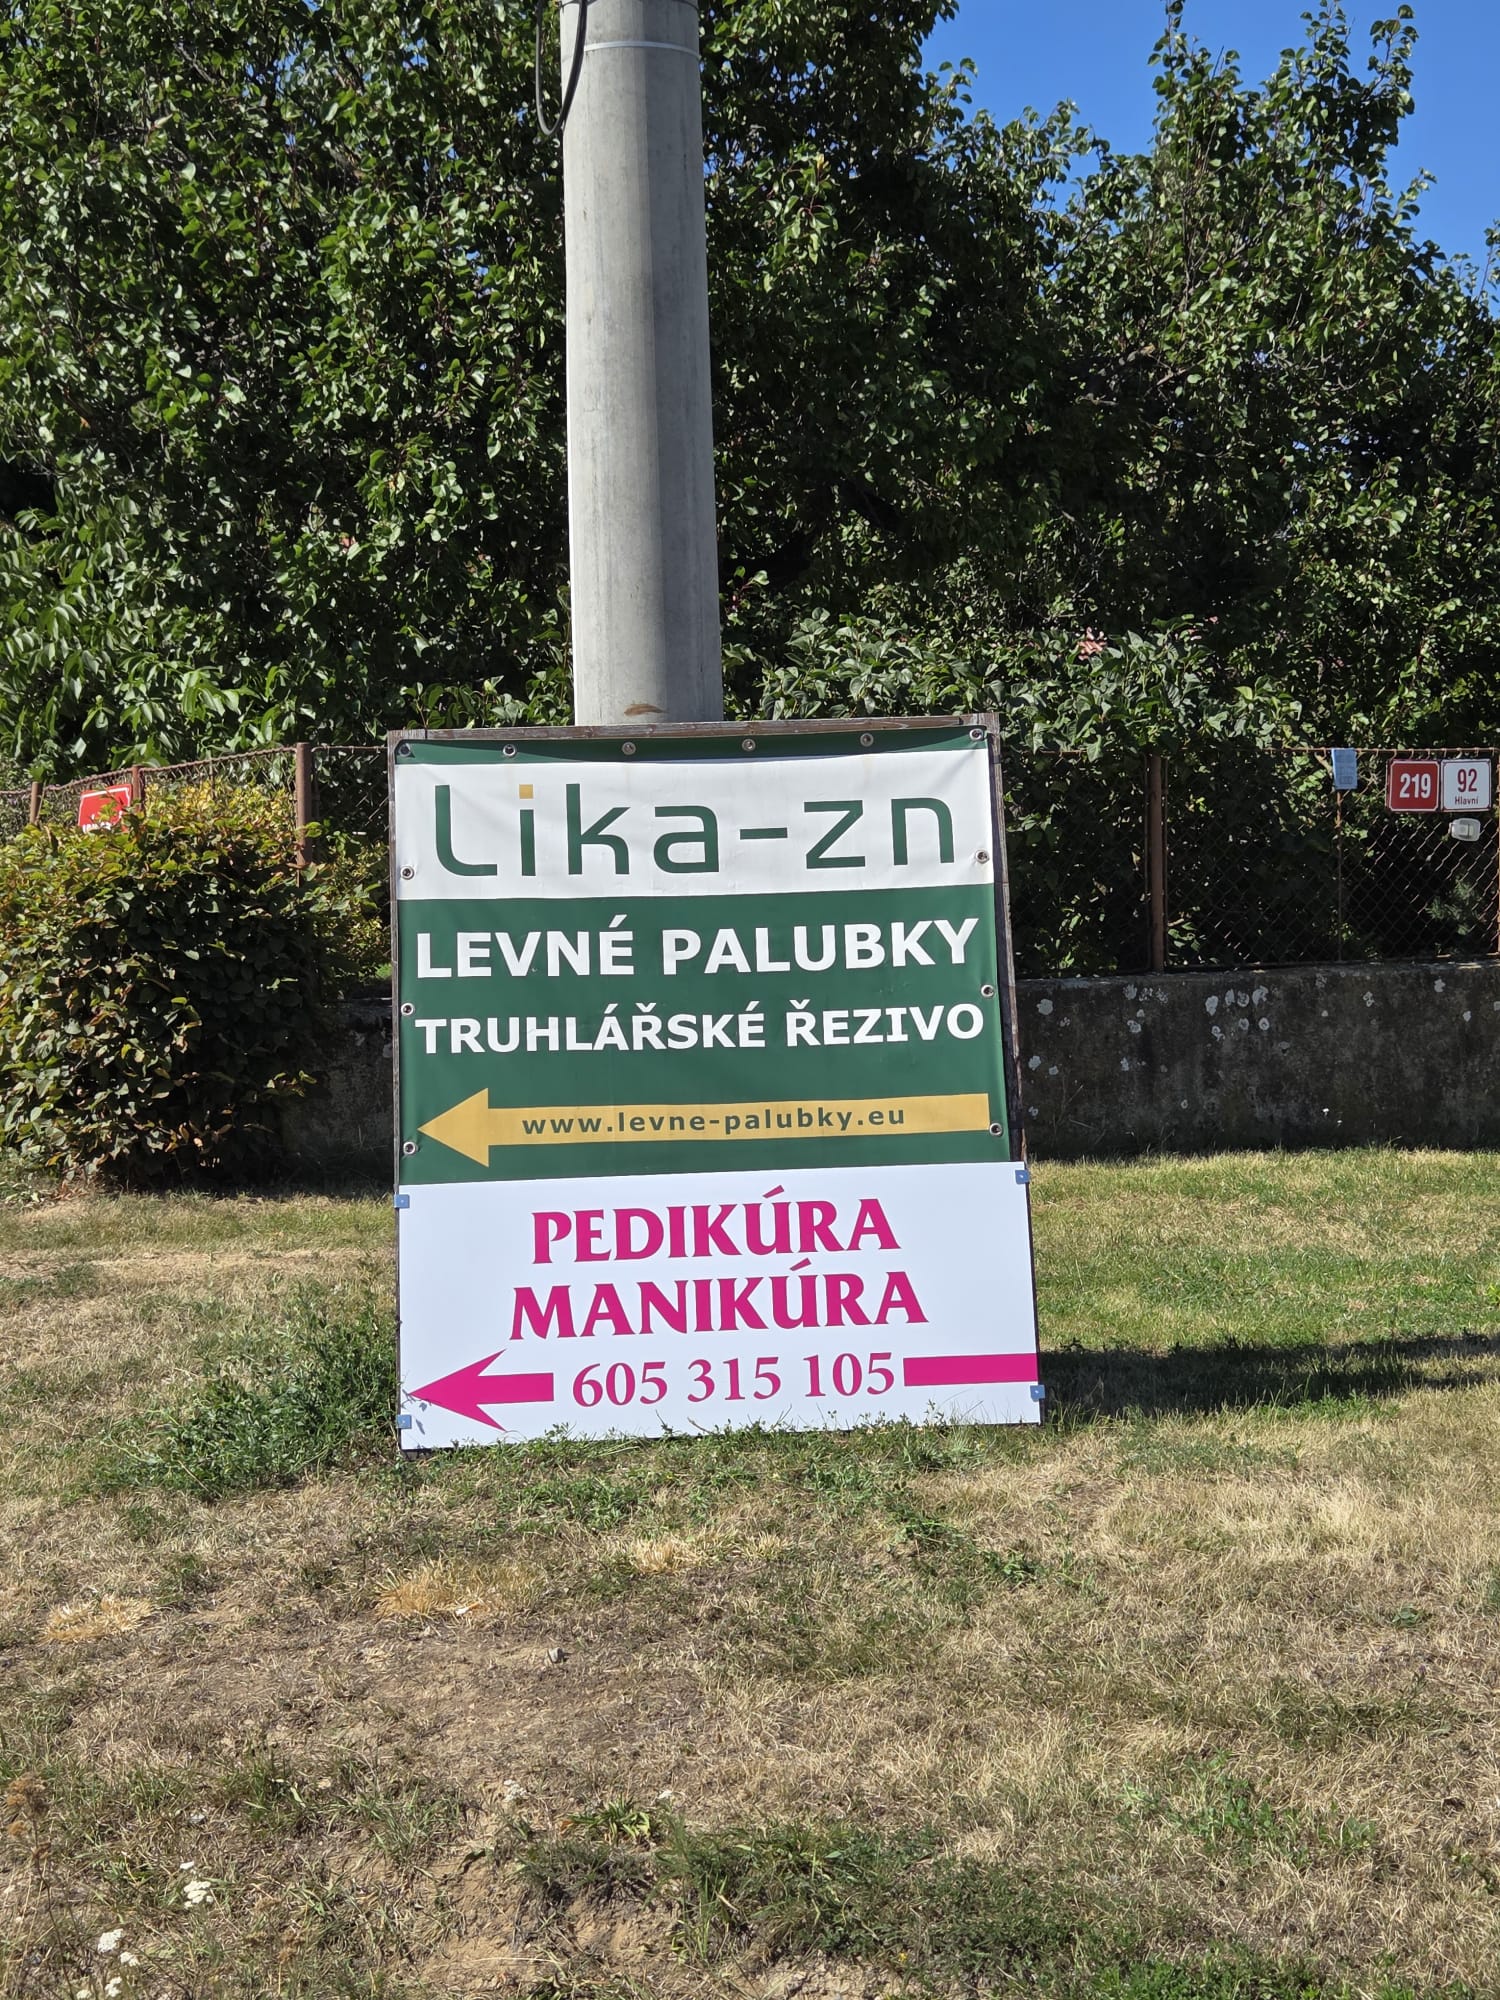 Lika-zn
LEVNÉ PALUBKY
TRUHLÁŘSKÉ ŘEZIVO
www.levne-palubky.eu
PEDIKÚRA
MANIKÚRA
605 315 105
219
92
Hlavní